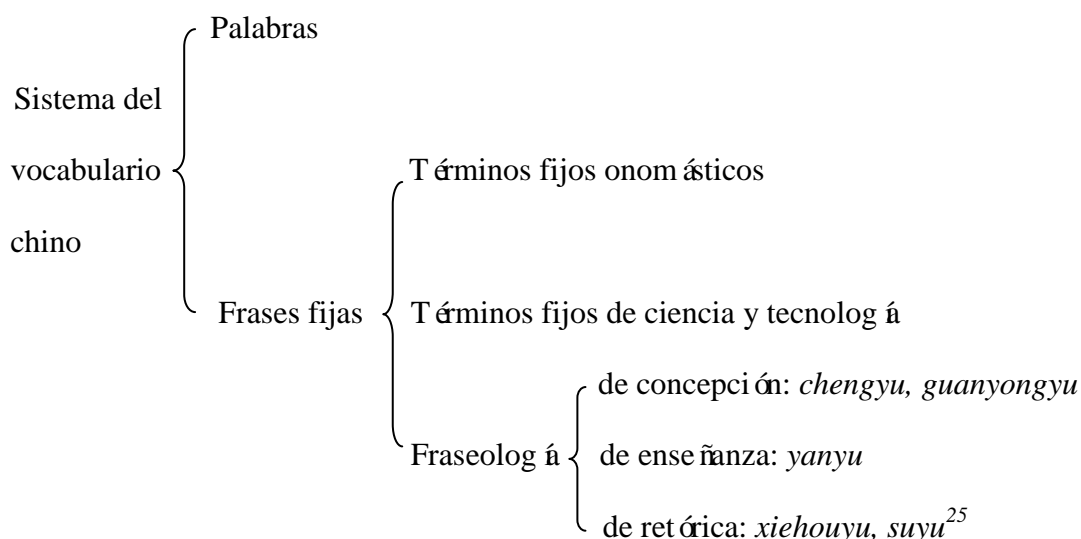 Palabras
Sistema del
vocabulario
chino
Términos fijos onomásticos
Frases fijas
Términos fijos de ciencia y tecnología
de concepción: chengyu, guanyongyu
Fraseología
de enseñanza: yanyu
de retórica: xiehouyu, suyu25